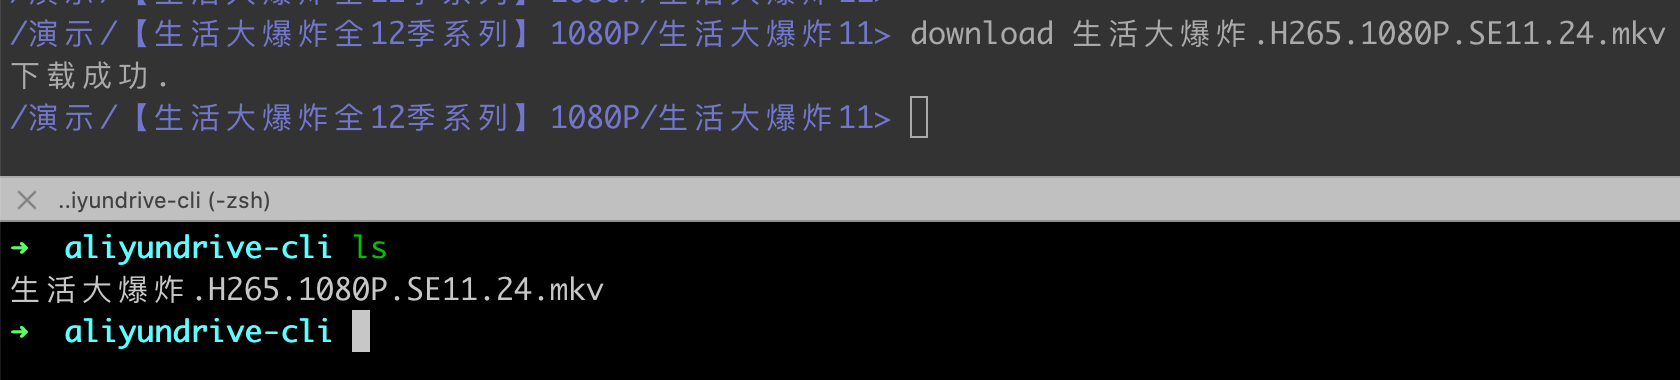 /演示/【生活大爆炸全12季系列】1080P/生活大爆炸11> download 生活大爆炸.H265.1080P.SE11.24.mkv
下载成功.
/演示/【生活大爆炸全12季系列】1080P/生活大爆炸11>
..iyundrive-cli (-zsh)
➜ aliyundrive-cli ls
生活大爆炸.H265.1080P.SE11.24.mkv
➜ aliyundrive-cli